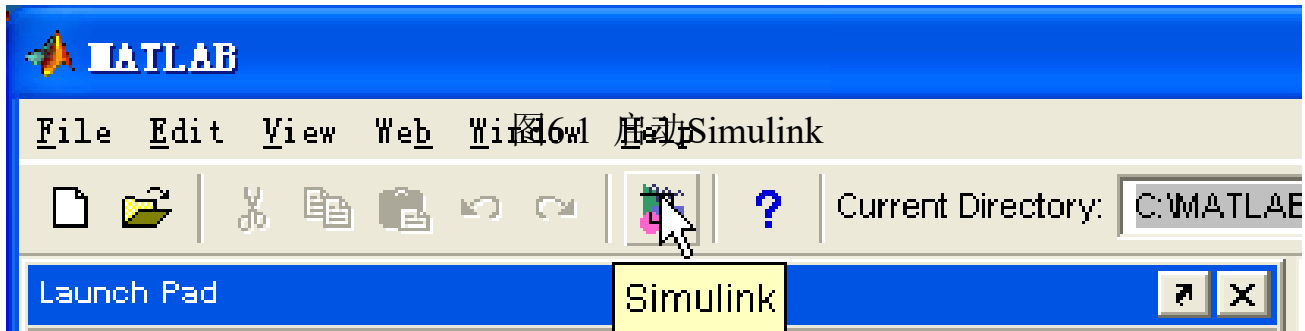 MATLAB
File Edit View Web Window Help
图6.1 启动Simulink
? Current Directory: C:\MATLAB
Launch Pad
Simulink